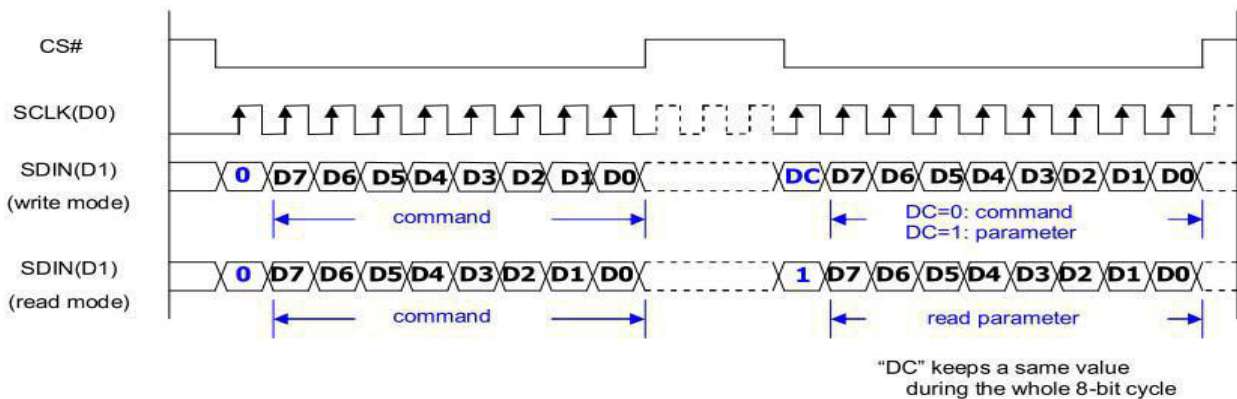 CS#
SCLK(D0)
SDIN(D1)
(write mode)
0 D7 D6 D5 D4 D3 D2 D1 D0 DC D7 D6 D5 D4 D3 D2 D1 D0
command
DC=0: command
DC=1: parameter
SDIN(D1)
(read mode)
0 D7 D6 D5 D4 D3 D2 D1 D0 1 D7 D6 D5 D4 D3 D2 D1 D0
command
read parameter
“DC” keeps a same value
during the whole 8-bit cycle